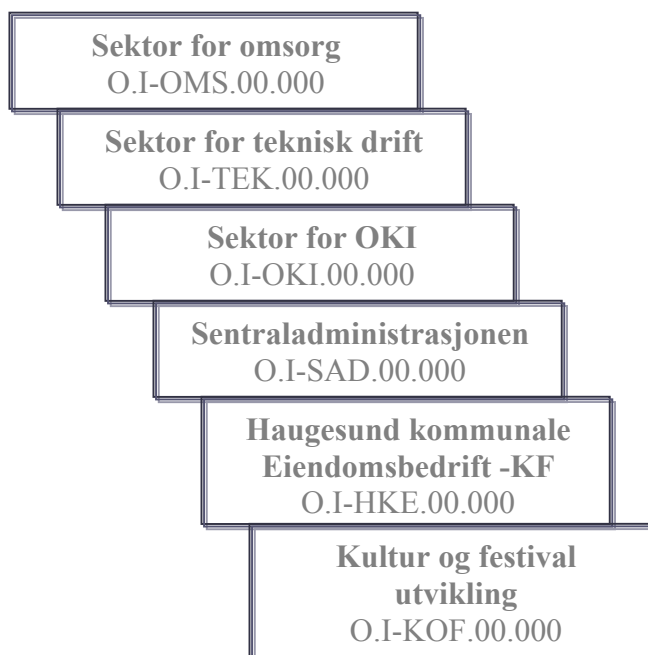 Sektor for omsorg
O.I-OMS.00.000
Sektor for teknisk drift
O.I-TEK.00.000
Sektor for OKI
O.I-OKI.00.000
Sentraladministrasjonen
O.I-SAD.00.000
Haugesund kommunale
Eiendomsbedrift -KF
O.I-HKE.00.000
Kultur og festival
utvikling
O.I-KOF.00.000